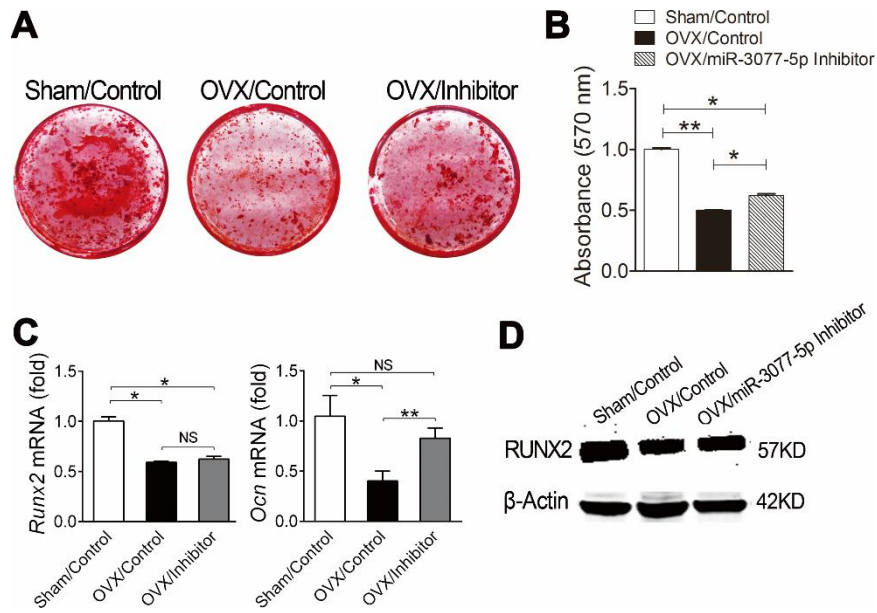 A
Sham/Control
OVX/Control
OVX/Inhibitor
B
Sham/Control
OVX/Control
OVX/miR-3077-5p Inhibitor
Absorbance (570 nm)
1.5
1.0
0.5
0.0
*
**
*
C
Runx2 mRNA (fold)
1.5
1.0
0.5
0.0
*
*
NS
Sham/Control
OVX/Control
OVX/Inhibitor
Ocn mRNA (fold)
1.5
1.0
0.5
0.0
NS
*
**
Sham/Control
OVX/Control
OVX/Inhibitor
D
Sham/Control
OVX/Control
OVX/miR-3077-5p Inhibitor
RUNX2
57KD
β-Actin
42KD